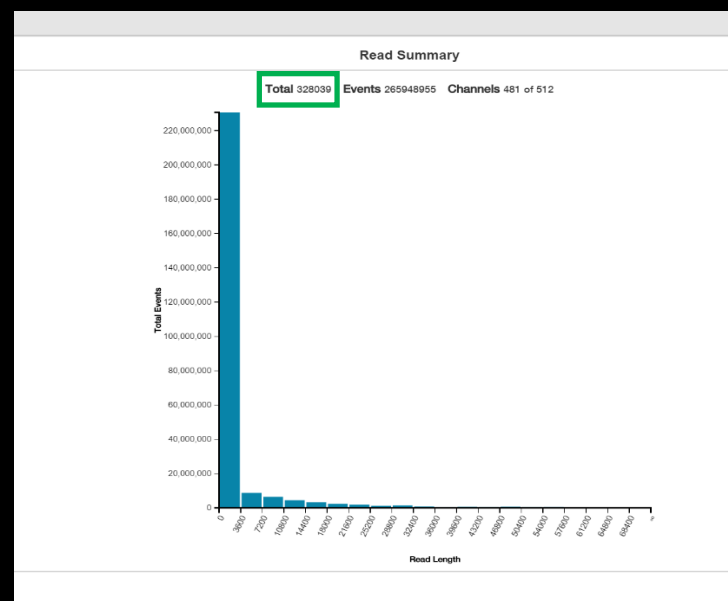 Read Summary
Total 328039 Events 265948955 Channels 481 of 512
220,000,000
200,000,000
180,000,000
160,000,000
140,000,000
120,000,000
100,000,000
80,000,000
60,000,000
40,000,000
20,000,000
0
Total Events
0 3600 7200 10800 14400 18000 21600 25200 28800 32400 36000 39600 43200 46800 50400 54000 57600 61200 64800 68400 ∞
Read Length